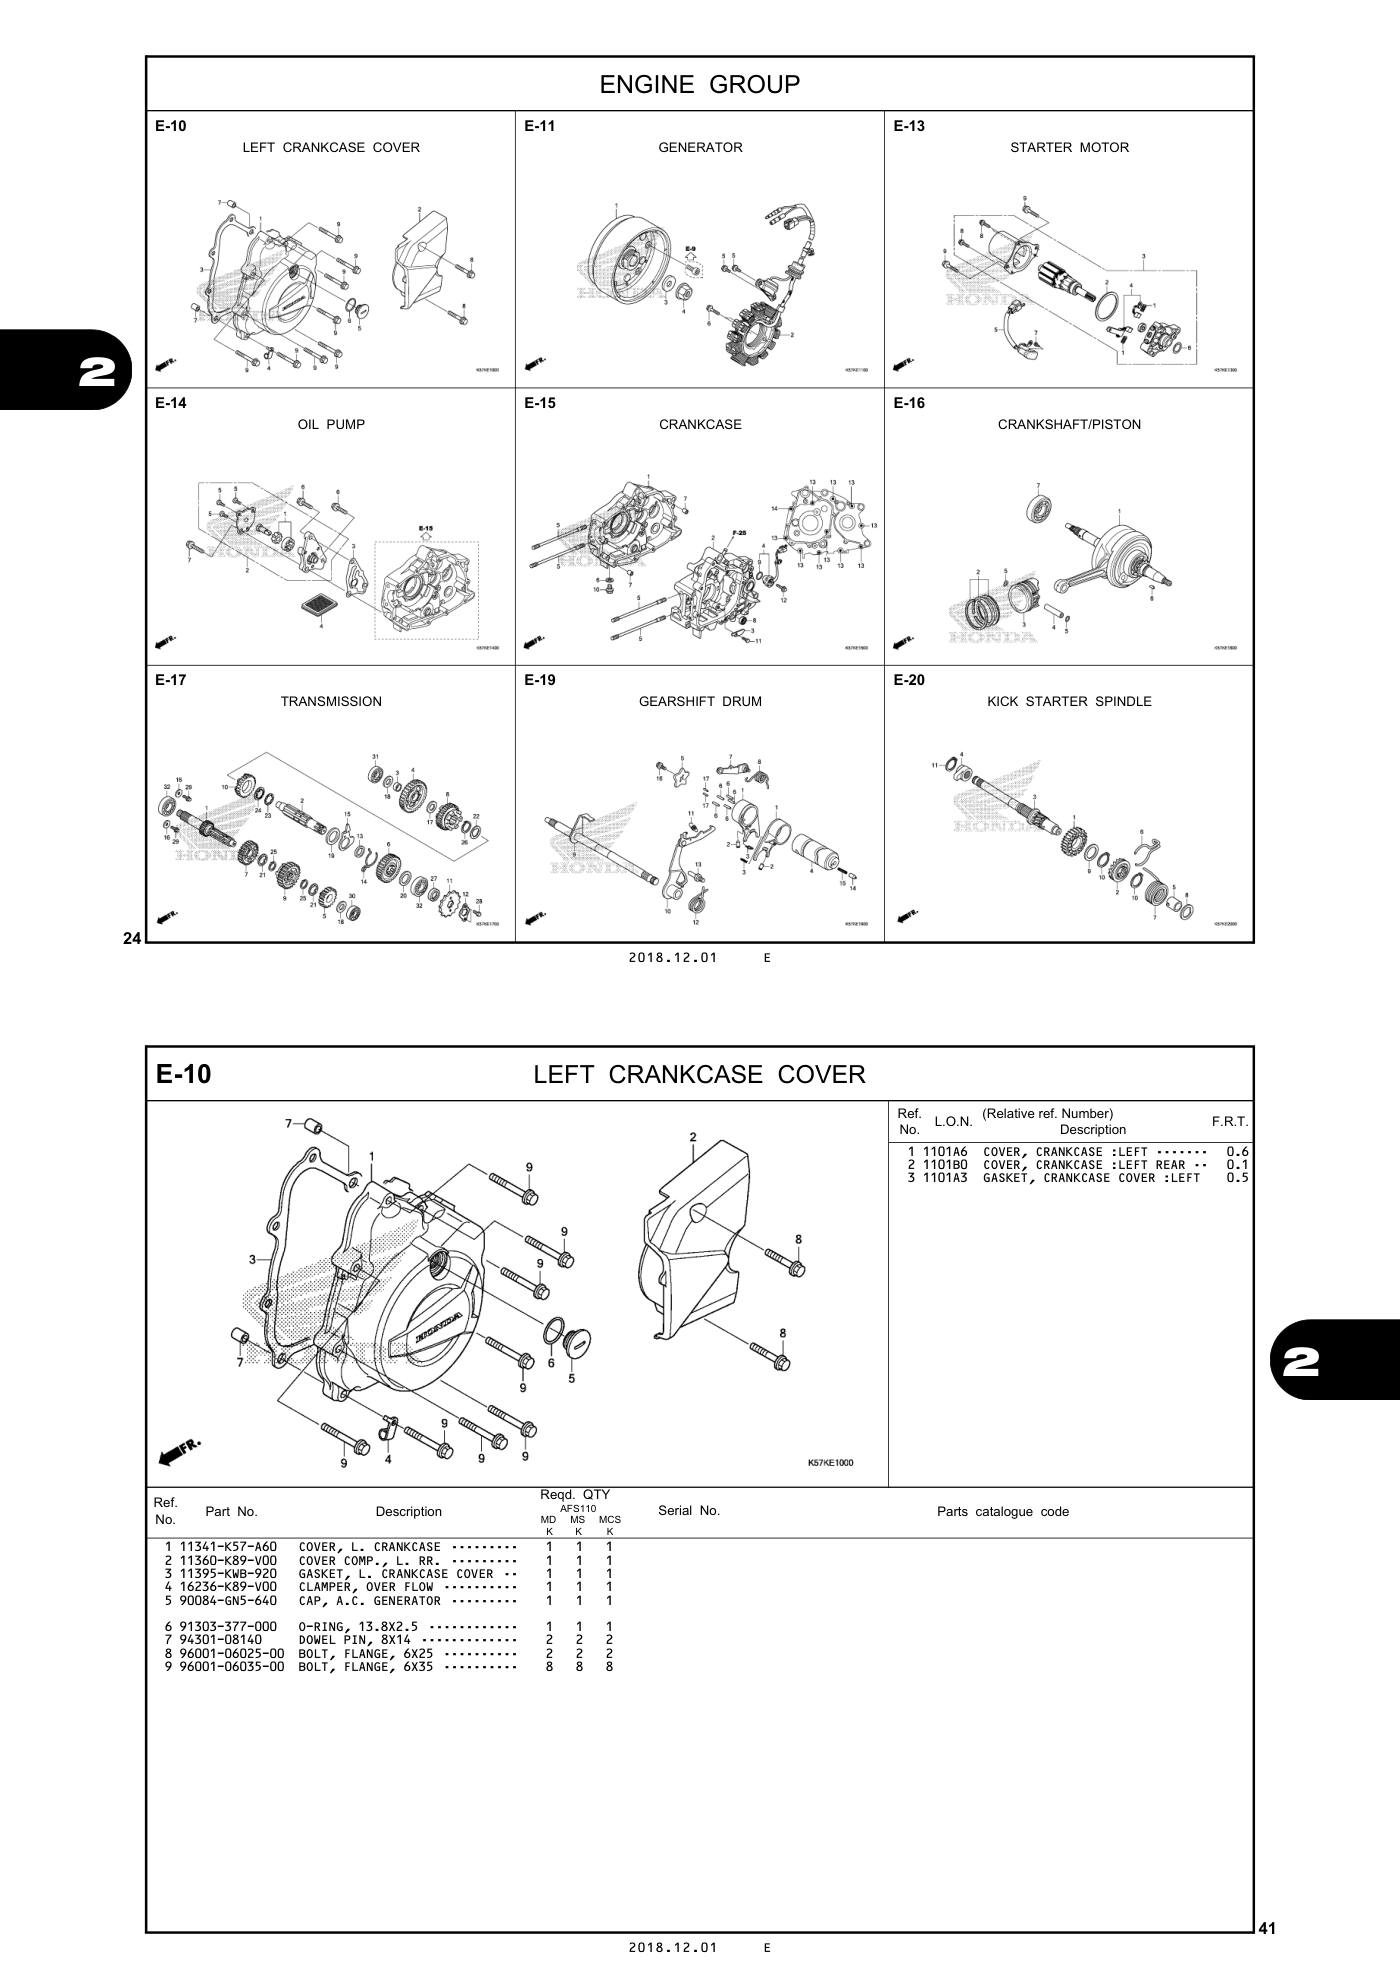 ENGINE GROUP
E-10
LEFT CRANKCASE COVER
E-11
GENERATOR
E-13
STARTER MOTOR
E-14
OIL PUMP
E-15
CRANKCASE
E-16
CRANKSHAFT/PISTON
E-17
TRANSMISSION
E-19
GEARSHIFT DRUM
E-20
KICK STARTER SPINDLE
2
24
2018.12.01 E
E-10 LEFT CRANKCASE COVER
Ref. No. L.O.N. (Relative ref. Number) Description F.R.T.
1 1101A6 COVER, CRANKCASE :LEFT ······· 0.6
2 1101B0 COVER, CRANKCASE :LEFT REAR ·· 0.1
3 1101A3 GASKET, CRANKCASE COVER :LEFT 0.5
HONDA
FR.
K57KE1000
2
Ref. No. Part No. Description Reqd. QTY Serial No. Parts catalogue code
AFS110
MD MS MCS
K K K
1 11341-K57-A60 COVER, L. CRANKCASE ········· 1 1 1
2 11360-K89-V00 COVER COMP., L. RR. ········· 1 1 1
3 11395-KWB-920 GASKET, L. CRANKCASE COVER ·· 1 1 1
4 16236-K89-V00 CLAMPER, OVER FLOW ·········· 1 1 1
5 90084-GN5-640 CAP, A.C. GENERATOR ········· 1 1 1
6 91303-377-000 O-RING, 13.8X2.5 ············ 1 1 1
7 94301-08140 DOWEL PIN, 8X14 ············· 2 2 2
8 96001-06025-00 BOLT, FLANGE, 6X25 ·········· 2 2 2
9 96001-06035-00 BOLT, FLANGE, 6X35 ·········· 8 8 8
41
2018.12.01 E